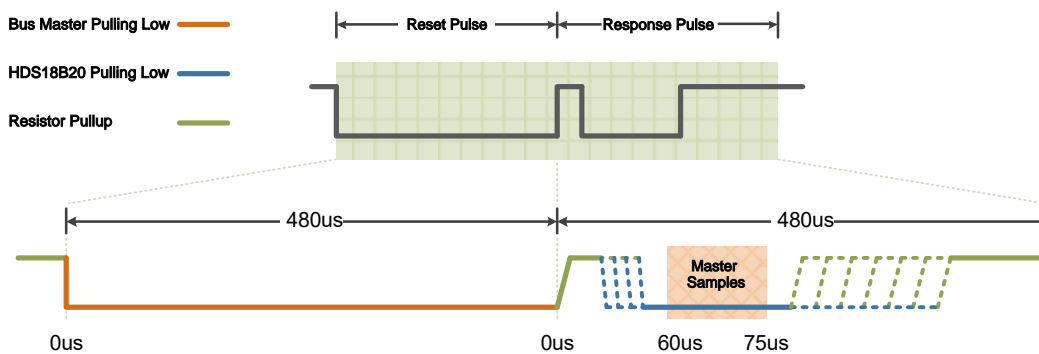 Bus Master Pulling Low
HDS18B20 Pulling Low
Resistor Pullup
Reset Pulse
Response Pulse
480us
480us
Master
Samples
0us
0us
60us
75us